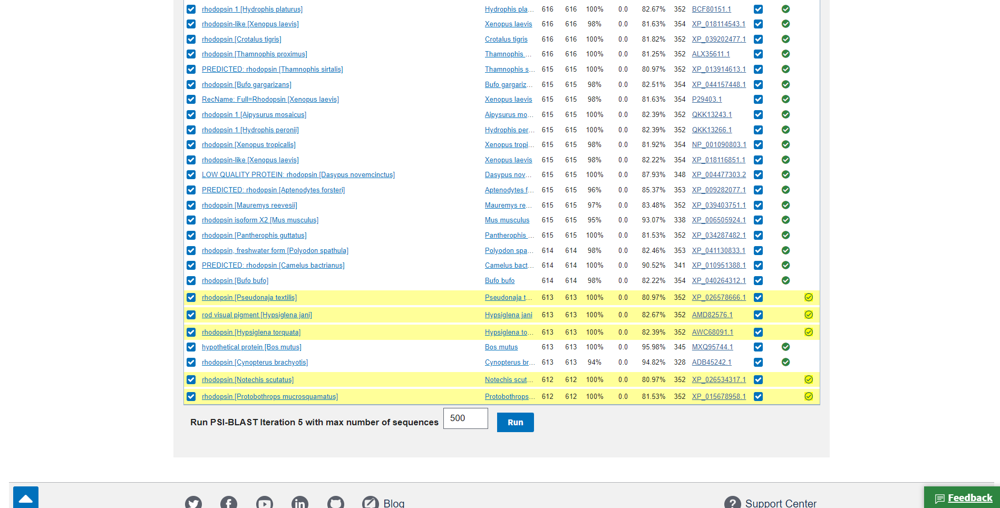 rhodopsin 1 [Hydrophis platurus] Hydrophis pla... 616 616 100% 0.0 82.67% 352 BCF80151.1
rhodopsin-like [Xenopus laevis] Xenopus laevis 616 616 98% 0.0 81.63% 354 XP_018114543.1
rhodopsin [Crotalus tigris] Crotalus tigris 616 616 100% 0.0 81.82% 352 XP_039202477.1
rhodopsin [Thamnophis proximus] Thamnophis ... 616 616 100% 0.0 81.25% 352 ALX35611.1
PREDICTED: rhodopsin [Thamnophis sirtalis] Thamnophis s... 615 615 100% 0.0 80.97% 352 XP_013914613.1
rhodopsin [Bufo gargarizans] Bufo gargariz... 615 615 98% 0.0 82.51% 354 XP_044157448.1
RecName: Full=Rhodopsin [Xenopus laevis] Xenopus laevis 615 615 98% 0.0 81.63% 354 P29403.1
rhodopsin 1 [Aipysurus mosaicus] Aipysurus mo... 615 615 100% 0.0 82.39% 352 QKK13243.1
rhodopsin 1 [Hydrophis peronii] Hydrophis per... 615 615 100% 0.0 82.39% 352 QKK13266.1
rhodopsin [Xenopus tropicalis] Xenopus tropi... 615 615 98% 0.0 81.92% 354 NP_001090803.1
rhodopsin-like [Xenopus laevis] Xenopus laevis 615 615 98% 0.0 82.22% 354 XP_018116851.1
LOW QUALITY PROTEIN: rhodopsin [Dasypus novemcinctus] Dasypus nov... 615 615 100% 0.0 87.93% 348 XP_004477303.2
PREDICTED: rhodopsin [Aptenodytes forsteri] Aptenodytes f... 615 615 96% 0.0 85.37% 353 XP_009282077.1
rhodopsin [Mauremys reevesii] Mauremys re... 615 615 97% 0.0 83.48% 352 XP_039403751.1
rhodopsin isoform X2 [Mus musculus] Mus musculus 615 615 95% 0.0 93.07% 338 XP_006505924.1
rhodopsin [Pantherophis guttatus] Pantherophis ... 615 615 100% 0.0 81.53% 352 XP_034287482.1
rhodopsin, freshwater form [Polyodon spathula] Polyodon spa... 614 614 98% 0.0 82.46% 353 XP_041130833.1
PREDICTED: rhodopsin [Camelus bactrianus] Camelus bact... 614 614 100% 0.0 90.52% 341 XP_010951388.1
rhodopsin [Bufo bufo] Bufo bufo 614 614 98% 0.0 82.22% 354 XP_040264312.1
rhodopsin [Pseudonaja textilis] Pseudonaja t... 613 613 100% 0.0 80.97% 352 XP_026578666.1
rod visual pigment [Hypsiglena jani] Hypsiglena jani 613 613 100% 0.0 82.67% 352 AMD82576.1
rhodopsin [Hypsiglena torquata] Hypsiglena to... 613 613 100% 0.0 82.39% 352 AWC68091.1
hypothetical protein [Bos mutus] Bos mutus 613 613 100% 0.0 95.98% 345 MXQ95744.1
rhodopsin [Cynopterus brachyotis] Cynopterus br... 613 613 94% 0.0 94.82% 328 ADB45242.1
rhodopsin [Notechis scutatus] Notechis scut... 612 612 100% 0.0 80.97% 352 XP_026534317.1
rhodopsin [Protobothrops mucrosquamatus] Protobothrops... 612 612 100% 0.0 81.53% 352 XP_015678958.1
Run PSI-BLAST Iteration 5 with max number of sequences 500 Run
Blog Support Center Feedback